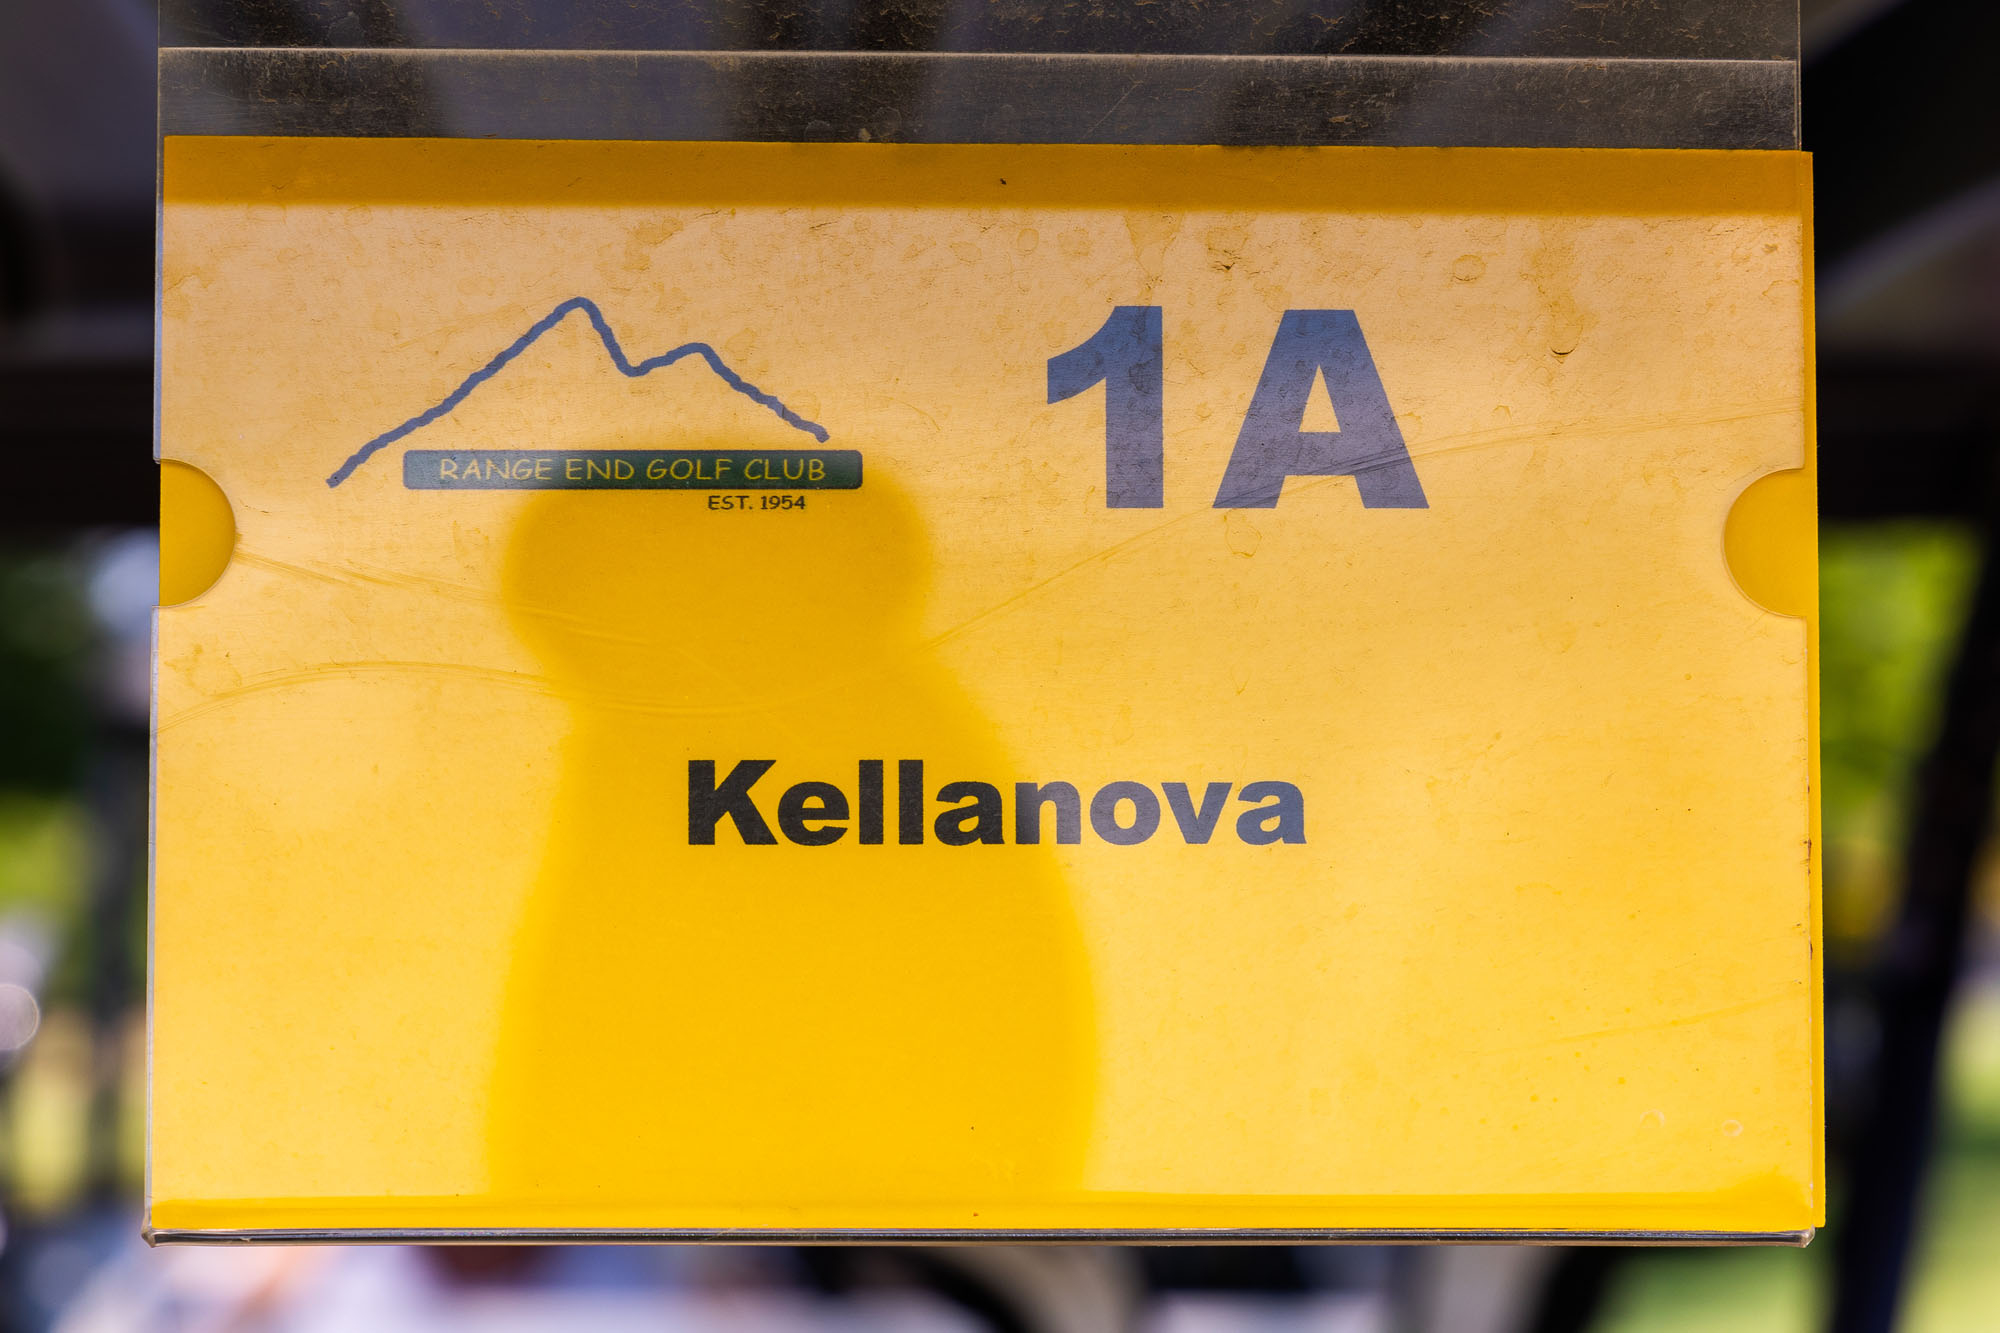 1A
RANGE END GOLF CLUB
EST. 1954
Kellanova